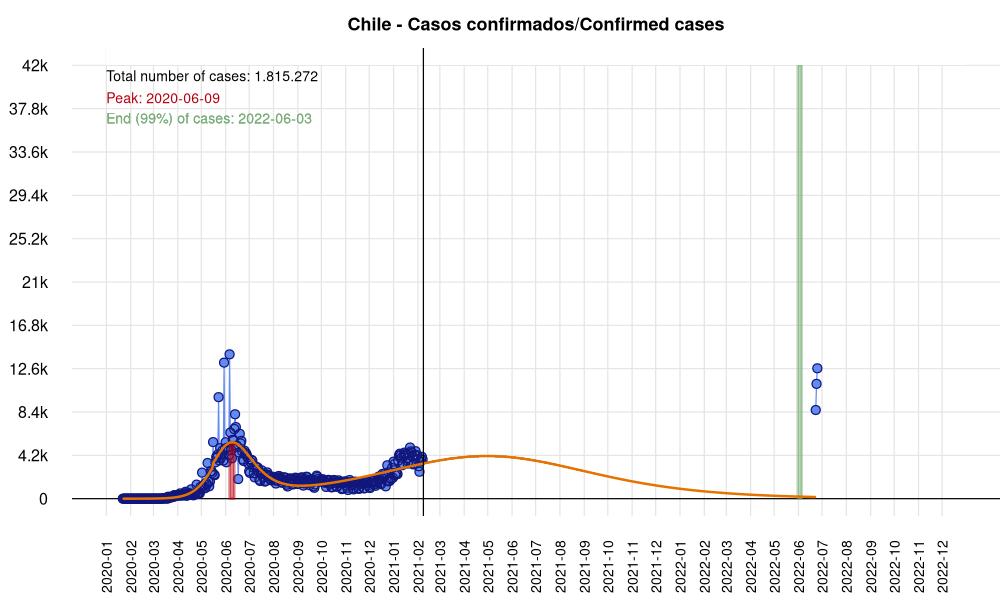 Chile - Casos confirmados/Confirmed cases
Total number of cases: 1.815.272
Peak: 2020-06-09
End (99%) of cases: 2022-06-03
42k
37.8k
33.6k
29.4k
25.2k
21k
16.8k
12.6k
8.4k
4.2k
0
2020-01
2020-02
2020-03
2020-04
2020-05
2020-06
2020-07
2020-08
2020-09
2020-10
2020-11
2020-12
2021-01
2021-02
2021-03
2021-04
2021-05
2021-06
2021-07
2021-08
2021-09
2021-10
2021-11
2021-12
2022-01
2022-02
2022-03
2022-04
2022-05
2022-06
2022-07
2022-08
2022-09
2022-10
2022-11
2022-12